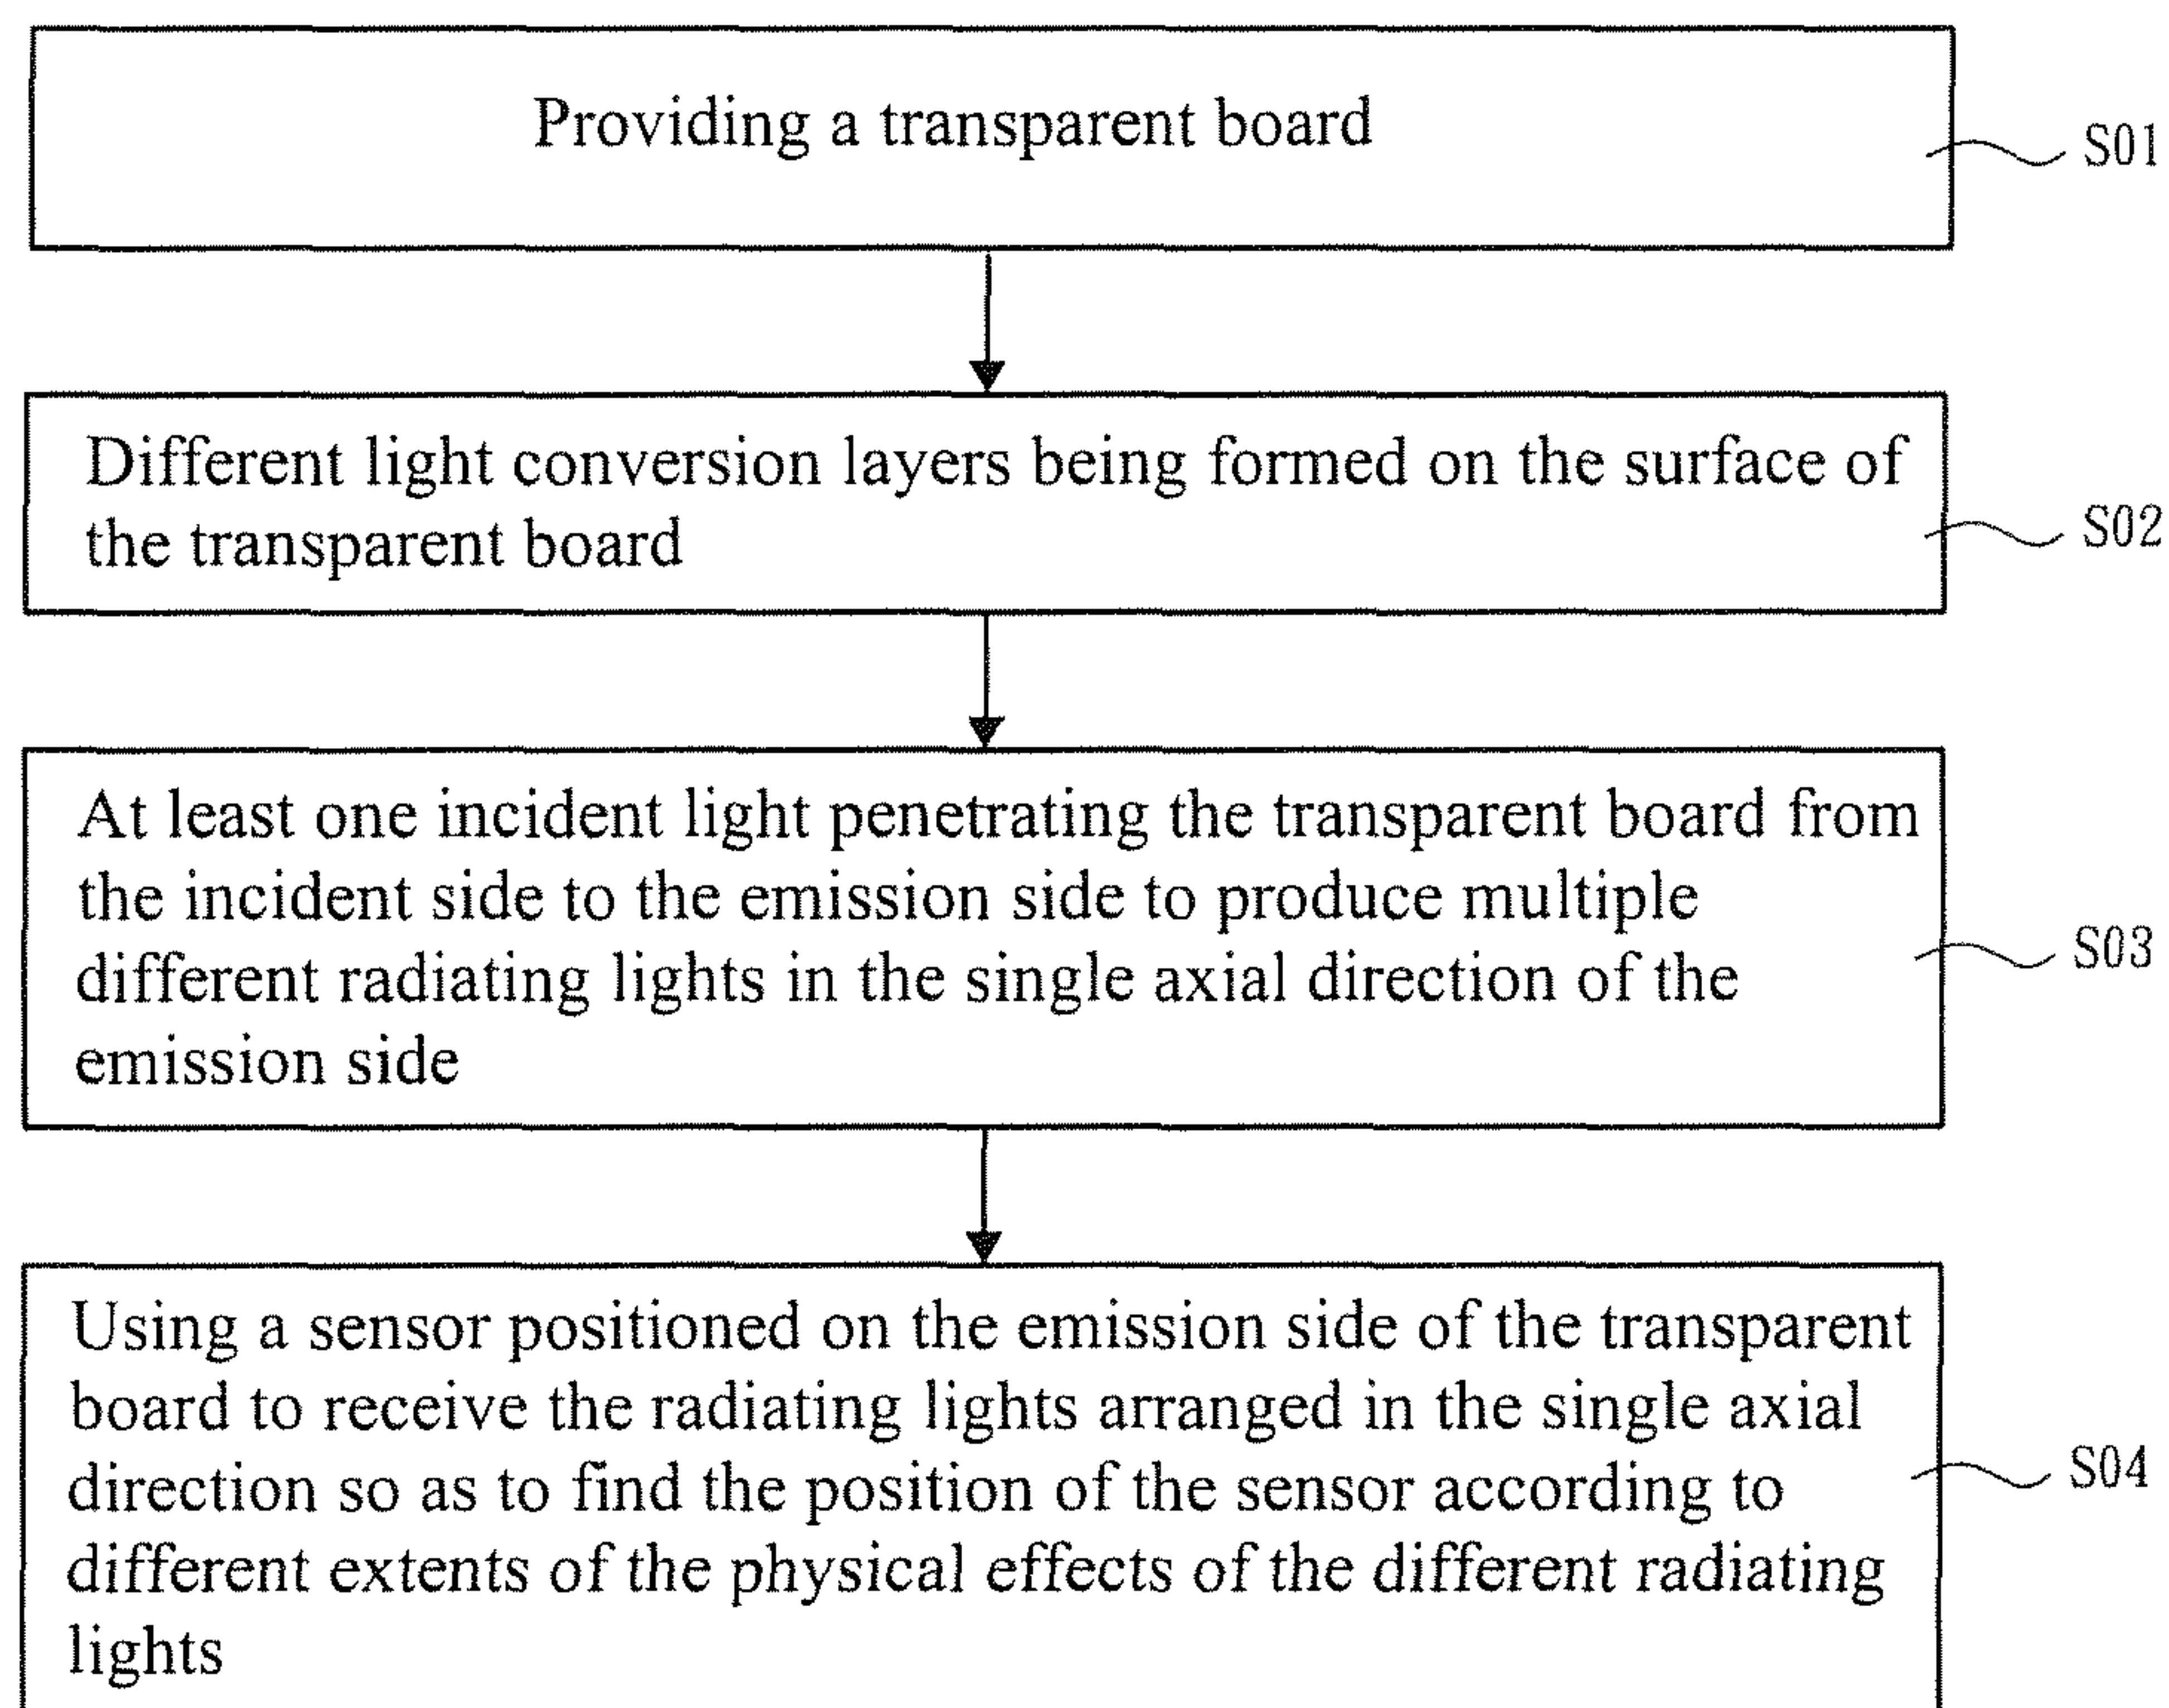 Providing a transparent board
S01
Different light conversion layers being formed on the surface of
the transparent board
S02
At least one incident light penetrating the transparent board from
the incident side to the emission side to produce multiple
different radiating lights in the single axial direction of the
emission side
S03
Using a sensor positioned on the emission side of the transparent
board to receive the radiating lights arranged in the single axial
direction so as to find the position of the sensor according to
different extents of the physical effects of the different radiating
lights
S04